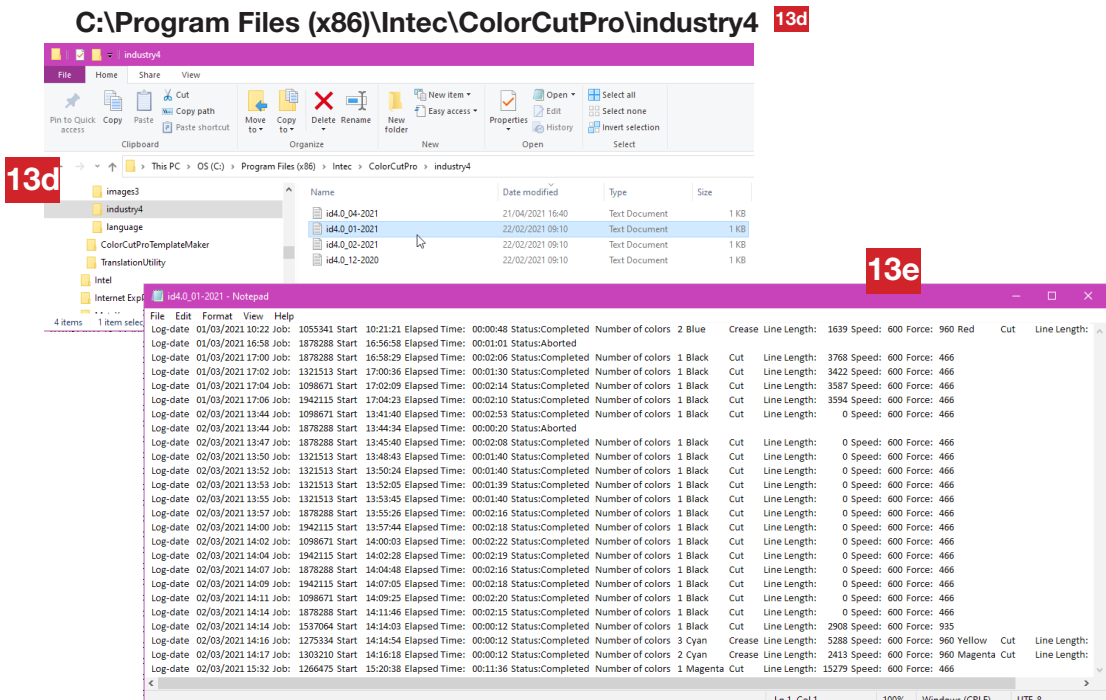 C:\Program Files (x86)\Intec\ColorCutPro\industry4 13d
industry4
File Home Share View
Pin to Quick access
Copy
Paste
Cut
Copy path
Paste shortcut
Move to
Copy to
Delete
Rename
New folder
New item
Easy access
Properties
Open
Edit
History
Select all
Select none
Invert selection
Clipboard Organize New Open Select
13d
This PC > OS (C:) > Program Files (x86) > Intec > ColorCutPro > industry4
images3
industry4
language
ColorCutProTemplateMaker
TranslationUtility
Intel
Internet Exp
Name Date modified Type Size
id4.0_04-2021 21/04/2021 16:40 Text Document 1 KB
id4.0_01-2021 22/02/2021 09:10 Text Document 1 KB
id4.0_02-2021 22/02/2021 09:10 Text Document 1 KB
id4.0_12-2020 22/02/2021 09:10 Text Document 1 KB
4 items 1 item selec
13e
id4.0_01-2021 - Notepad
File Edit Format View Help
Log-date 01/03/2021 10:22 Job: 1055341 Start 10:21:21 Elapsed Time: 00:00:48 Status:Completed Number of colors 2 Blue Crease Line Length: 1639 Speed: 600 Force: 960 Red Cut Line Length:
Log-date 01/03/2021 16:58 Job: 1878288 Start 16:56:58 Elapsed Time: 00:01:01 Status:Aborted
Log-date 01/03/2021 17:00 Job: 1878288 Start 16:58:29 Elapsed Time: 00:02:06 Status:Completed Number of colors 1 Black Cut Line Length: 3768 Speed: 600 Force: 466
Log-date 01/03/2021 17:02 Job: 1321513 Start 17:00:36 Elapsed Time: 00:01:30 Status:Completed Number of colors 1 Black Cut Line Length: 3422 Speed: 600 Force: 466
Log-date 01/03/2021 17:04 Job: 1098671 Start 17:02:09 Elapsed Time: 00:02:14 Status:Completed Number of colors 1 Black Cut Line Length: 3587 Speed: 600 Force: 466
Log-date 01/03/2021 17:06 Job: 1942115 Start 17:04:23 Elapsed Time: 00:02:10 Status:Completed Number of colors 1 Black Cut Line Length: 3594 Speed: 600 Force: 466
Log-date 02/03/2021 13:44 Job: 1098671 Start 13:41:40 Elapsed Time: 00:02:53 Status:Completed Number of colors 1 Black Cut Line Length: 0 Speed: 600 Force: 466
Log-date 02/03/2021 13:44 Job: 1878288 Start 13:44:34 Elapsed Time: 00:00:20 Status:Aborted
Log-date 02/03/2021 13:47 Job: 1878288 Start 13:45:40 Elapsed Time: 00:02:08 Status:Completed Number of colors 1 Black Cut Line Length: 0 Speed: 600 Force: 466
Log-date 02/03/2021 13:50 Job: 1321513 Start 13:48:43 Elapsed Time: 00:01:40 Status:Completed Number of colors 1 Black Cut Line Length: 0 Speed: 600 Force: 466
Log-date 02/03/2021 13:52 Job: 1321513 Start 13:50:24 Elapsed Time: 00:01:40 Status:Completed Number of colors 1 Black Cut Line Length: 0 Speed: 600 Force: 466
Log-date 02/03/2021 13:53 Job: 1321513 Start 13:52:05 Elapsed Time: 00:01:39 Status:Completed Number of colors 1 Black Cut Line Length: 0 Speed: 600 Force: 466
Log-date 02/03/2021 13:55 Job: 1321513 Start 13:53:45 Elapsed Time: 00:01:40 Status:Completed Number of colors 1 Black Cut Line Length: 0 Speed: 600 Force: 466
Log-date 02/03/2021 13:57 Job: 1878288 Start 13:55:26 Elapsed Time: 00:02:16 Status:Completed Number of colors 1 Black Cut Line Length: 0 Speed: 600 Force: 466
Log-date 02/03/2021 14:00 Job: 1942115 Start 13:57:44 Elapsed Time: 00:02:18 Status:Completed Number of colors 1 Black Cut Line Length: 0 Speed: 600 Force: 466
Log-date 02/03/2021 14:02 Job: 1098671 Start 14:00:03 Elapsed Time: 00:02:22 Status:Completed Number of colors 1 Black Cut Line Length: 0 Speed: 600 Force: 466
Log-date 02/03/2021 14:04 Job: 1942115 Start 14:02:28 Elapsed Time: 00:02:19 Status:Completed Number of colors 1 Black Cut Line Length: 0 Speed: 600 Force: 466
Log-date 02/03/2021 14:07 Job: 1878288 Start 14:04:48 Elapsed Time: 00:02:16 Status:Completed Number of colors 1 Black Cut Line Length: 0 Speed: 600 Force: 466
Log-date 02/03/2021 14:09 Job: 1942115 Start 14:07:05 Elapsed Time: 00:02:18 Status:Completed Number of colors 1 Black Cut Line Length: 0 Speed: 600 Force: 466
Log-date 02/03/2021 14:11 Job: 1098671 Start 14:09:25 Elapsed Time: 00:02:20 Status:Completed Number of colors 1 Black Cut Line Length: 0 Speed: 600 Force: 466
Log-date 02/03/2021 14:14 Job: 1878288 Start 14:11:46 Elapsed Time: 00:02:15 Status:Completed Number of colors 1 Black Cut Line Length: 0 Speed: 600 Force: 466
Log-date 02/03/2021 14:14 Job: 1537064 Start 14:14:03 Elapsed Time: 00:00:12 Status:Completed Number of colors 1 Black Cut Line Length: 2908 Speed: 600 Force: 935
Log-date 02/03/2021 14:16 Job: 1275334 Start 14:14:54 Elapsed Time: 00:00:12 Status:Completed Number of colors 3 Cyan Crease Line Length: 5288 Speed: 600 Force: 960 Yellow Cut Line Length:
Log-date 02/03/2021 14:17 Job: 1303210 Start 14:16:18 Elapsed Time: 00:00:12 Status:Completed Number of colors 2 Cyan Crease Line Length: 2413 Speed: 600 Force: 960 Magenta Cut Line Length:
Log-date 02/03/2021 15:32 Job: 1266475 Start 15:20:38 Elapsed Time: 00:11:36 Status:Completed Number of colors 1 Magenta Cut Line Length: 15279 Speed: 600 Force: 466